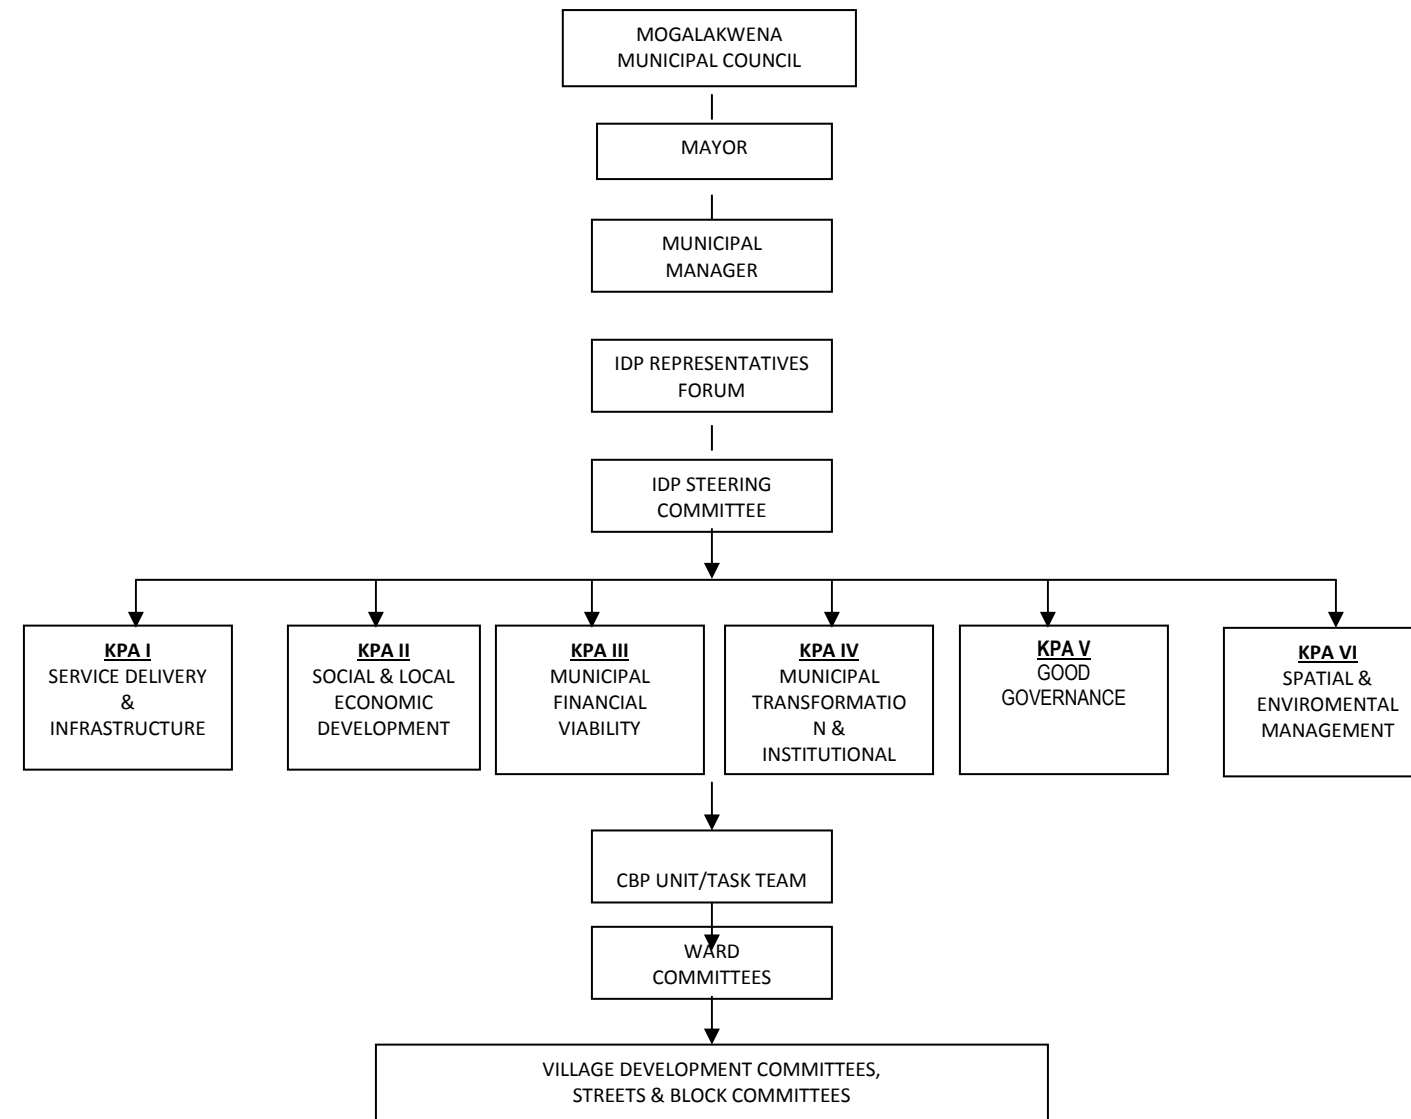 MOGALAKWENA
MUNICIPAL COUNCIL
MAYOR
MUNICIPAL
MANAGER
IDP REPRESENTATIVES
FORUM
IDP STEERING
COMMITTEE
KPA I
SERVICE DELIVERY
&
INFRASTRUCTURE
KPA II
SOCIAL & LOCAL
ECONOMIC
DEVELOPMENT
KPA III
MUNICIPAL
FINANCIAL
VIABILITY
KPA IV
MUNICIPAL
TRANSFORMATIO
N &
INSTITUTIONAL
KPA V
GOOD
GOVERNANCE
KPA VI
SPATIAL &
ENVIROMENTAL
MANAGEMENT
CBP UNIT/TASK TEAM
WARD
COMMITTEES
VILLAGE DEVELOPMENT COMMITTEES,
STREETS & BLOCK COMMITTEES